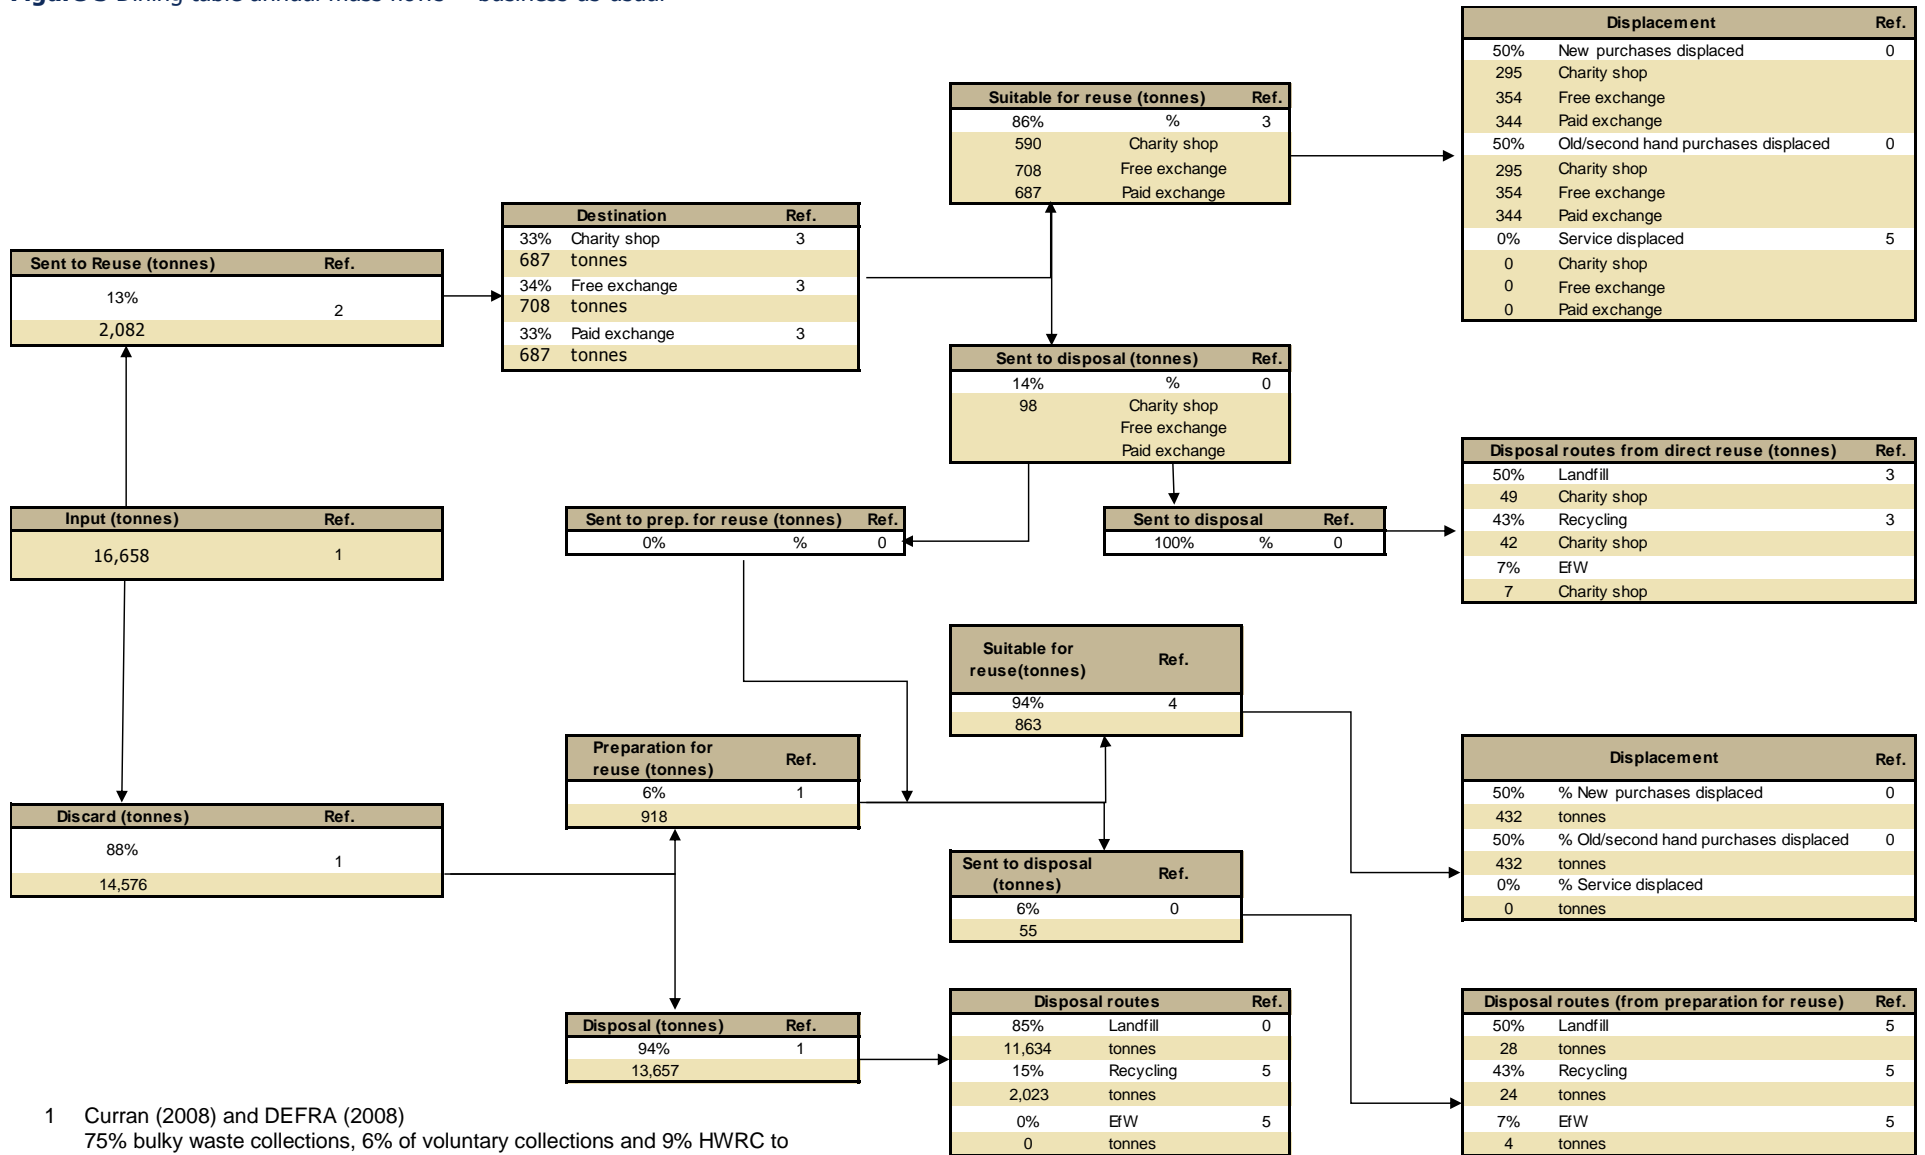 Dining table annual mass flows – business-as-usual
Displacement Ref.
50% New purchases displaced 0
295 Charity shop
354 Free exchange
344 Paid exchange
50% Old/second hand purchases displaced 0
295 Charity shop
354 Free exchange
344 Paid exchange
0% Service displaced 5
0 Charity shop
0 Free exchange
0 Paid exchange
Suitable for reuse (tonnes) Ref.
86% % 3
590 Charity shop
708 Free exchange
687 Paid exchange
Destination Ref.
33% Charity shop 3
687 tonnes
34% Free exchange 3
708 tonnes
33% Paid exchange 3
687 tonnes
Sent to Reuse (tonnes) Ref.
13%
2
2,082
Sent to disposal (tonnes) Ref.
14% % 0
98 Charity shop
Free exchange
Paid exchange
Disposal routes from direct reuse (tonnes) Ref.
50% Landfill 3
49 Charity shop
43% Recycling 3
42 Charity shop
7% EfW
7 Charity shop
Input (tonnes) Ref.
16,658 1
Sent to prep. for reuse (tonnes) Ref.
0% % 0
Sent to disposal Ref.
100% % 0
Suitable for
reuse(tonnes) Ref.
94% 4
863
Preparation for
reuse (tonnes) Ref.
6% 1
918
Displacement Ref.
50% % New purchases displaced 0
432 tonnes
50% % Old/second hand purchases displaced 0
432 tonnes
0% % Service displaced
0 tonnes
Discard (tonnes) Ref.
88%
1
14,576
Sent to disposal
(tonnes) Ref.
6% 0
55
Disposal (tonnes) Ref.
94% 1
13,657
Disposal routes Ref.
85% Landfill 0
11,634 tonnes
15% Recycling 5
2,023 tonnes
0% EfW 5
0 tonnes
Disposal routes (from preparation for reuse) Ref.
50% Landfill 5
28 tonnes
43% Recycling 5
24 tonnes
7% EfW 5
4 tonnes
1 Curran (2008) and DEFRA (2008)
75% bulky waste collections, 6% of voluntary collections and 9% HWRC to